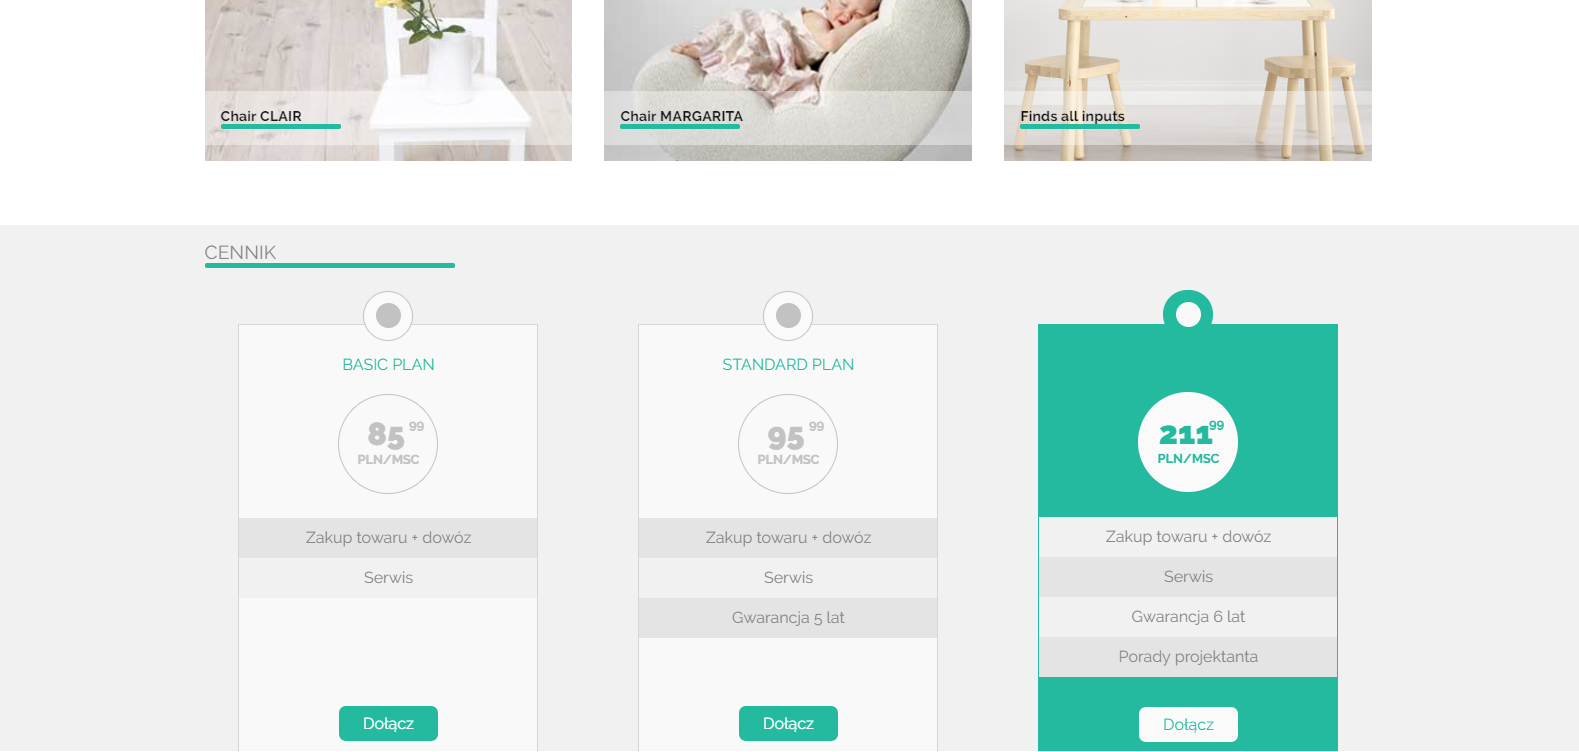 Chair CLAIR
Chair MARGARITA
Finds all inputs
CENNIK
BASIC PLAN
85 99
PLN/MSC
Zakup towaru + dowóz
Serwis
Dołącz
STANDARD PLAN
95 99
PLN/MSC
Zakup towaru + dowóz
Serwis
Gwarancja 5 lat
Dołącz
211 99
PLN/MSC
Zakup towaru + dowóz
Serwis
Gwarancja 6 lat
Porady projektanta
Dołącz